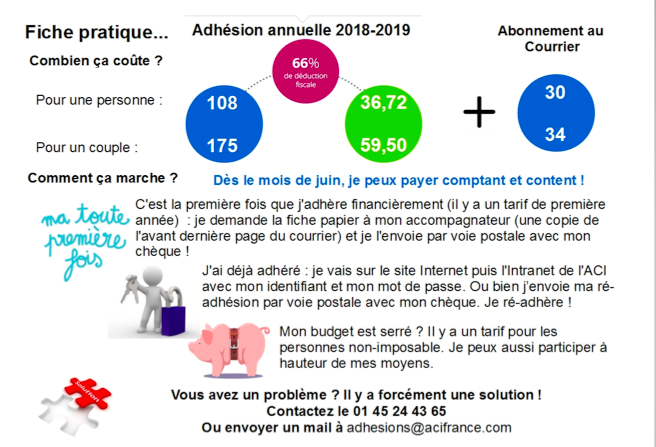 Fiche pratique...
Adhésion annuelle 2018-2019
Abonnement au
Courrier
Combien ça coûte ?
66%
de déduction
fiscale
Pour une personne :
108
36,72
+
30
Pour un couple :
175
59,50
34
Comment ça marche ?
Dès le mois de juin, je peux payer comptant et content !
ma toute
première
fois
C'est la première fois que j'adhère financièrement (il y a un tarif de première
année) : je demande la fiche papier à mon accompagnateur (une copie de
l'avant dernière page du courrier) et je l'envoie par voie postale avec mon
chèque !
J'ai déjà adhéré : je vais sur le site Internet puis l'Intranet de l'ACI
avec mon identifiant et mon mot de passe. Ou bien j'envoie ma ré-
adhésion par voie postale avec mon chèque. Je ré-adhère !
Mon budget est serré ? Il y a un tarif pour les
personnes non-imposable. Je peux aussi participer à
hauteur de mes moyens.
solution
Vous avez un problème ? Il y a forcément une solution !
Contactez le 01 45 24 43 65
Ou envoyer un mail à adhesions@acifrance.com